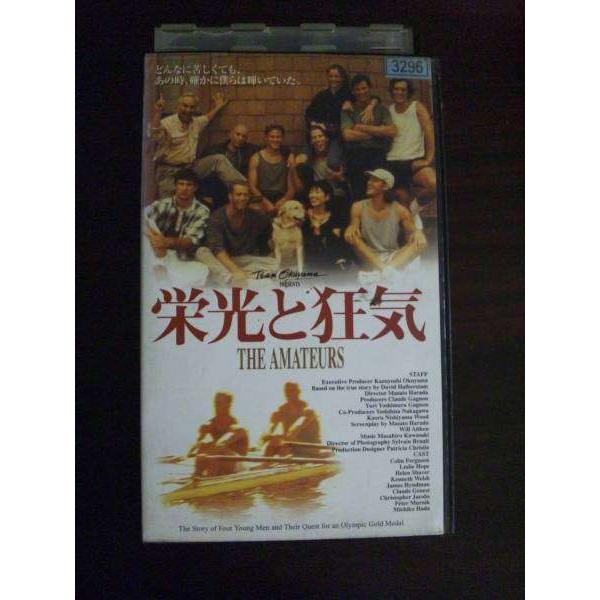 3296
どんなに苦しくても、
あの時、確かに僕らは輝いていた。
Team Okuyama
PRESENTS
栄光と狂気
THE AMATEURS
STAFF
Executive Producer Kazuyoshi Okuyama
Based on the true story by David Halberstam
Director Masato Harada
Producers Claude Gagnon
Yuri Yoshimura Gagnon
Co-Producers Yoshihisa Nakagawa
Kaoru Nishiyama Wood
Screenplay by Masato Harada
Will Aitken
Music Masahiro Kawasaki
Director of Photography Sylvain Brault
Production Designer Patricia Christie
CAST
Colm Feore
Leslie Hope
Helen Shaver
Kenneth Welsh
James Hyndman
Claude Genest
Christopher Jacobs
Peter Murnik
Michiko Hada
The Story of Four Young Men and Their Quest for an Olympic Gold Medal